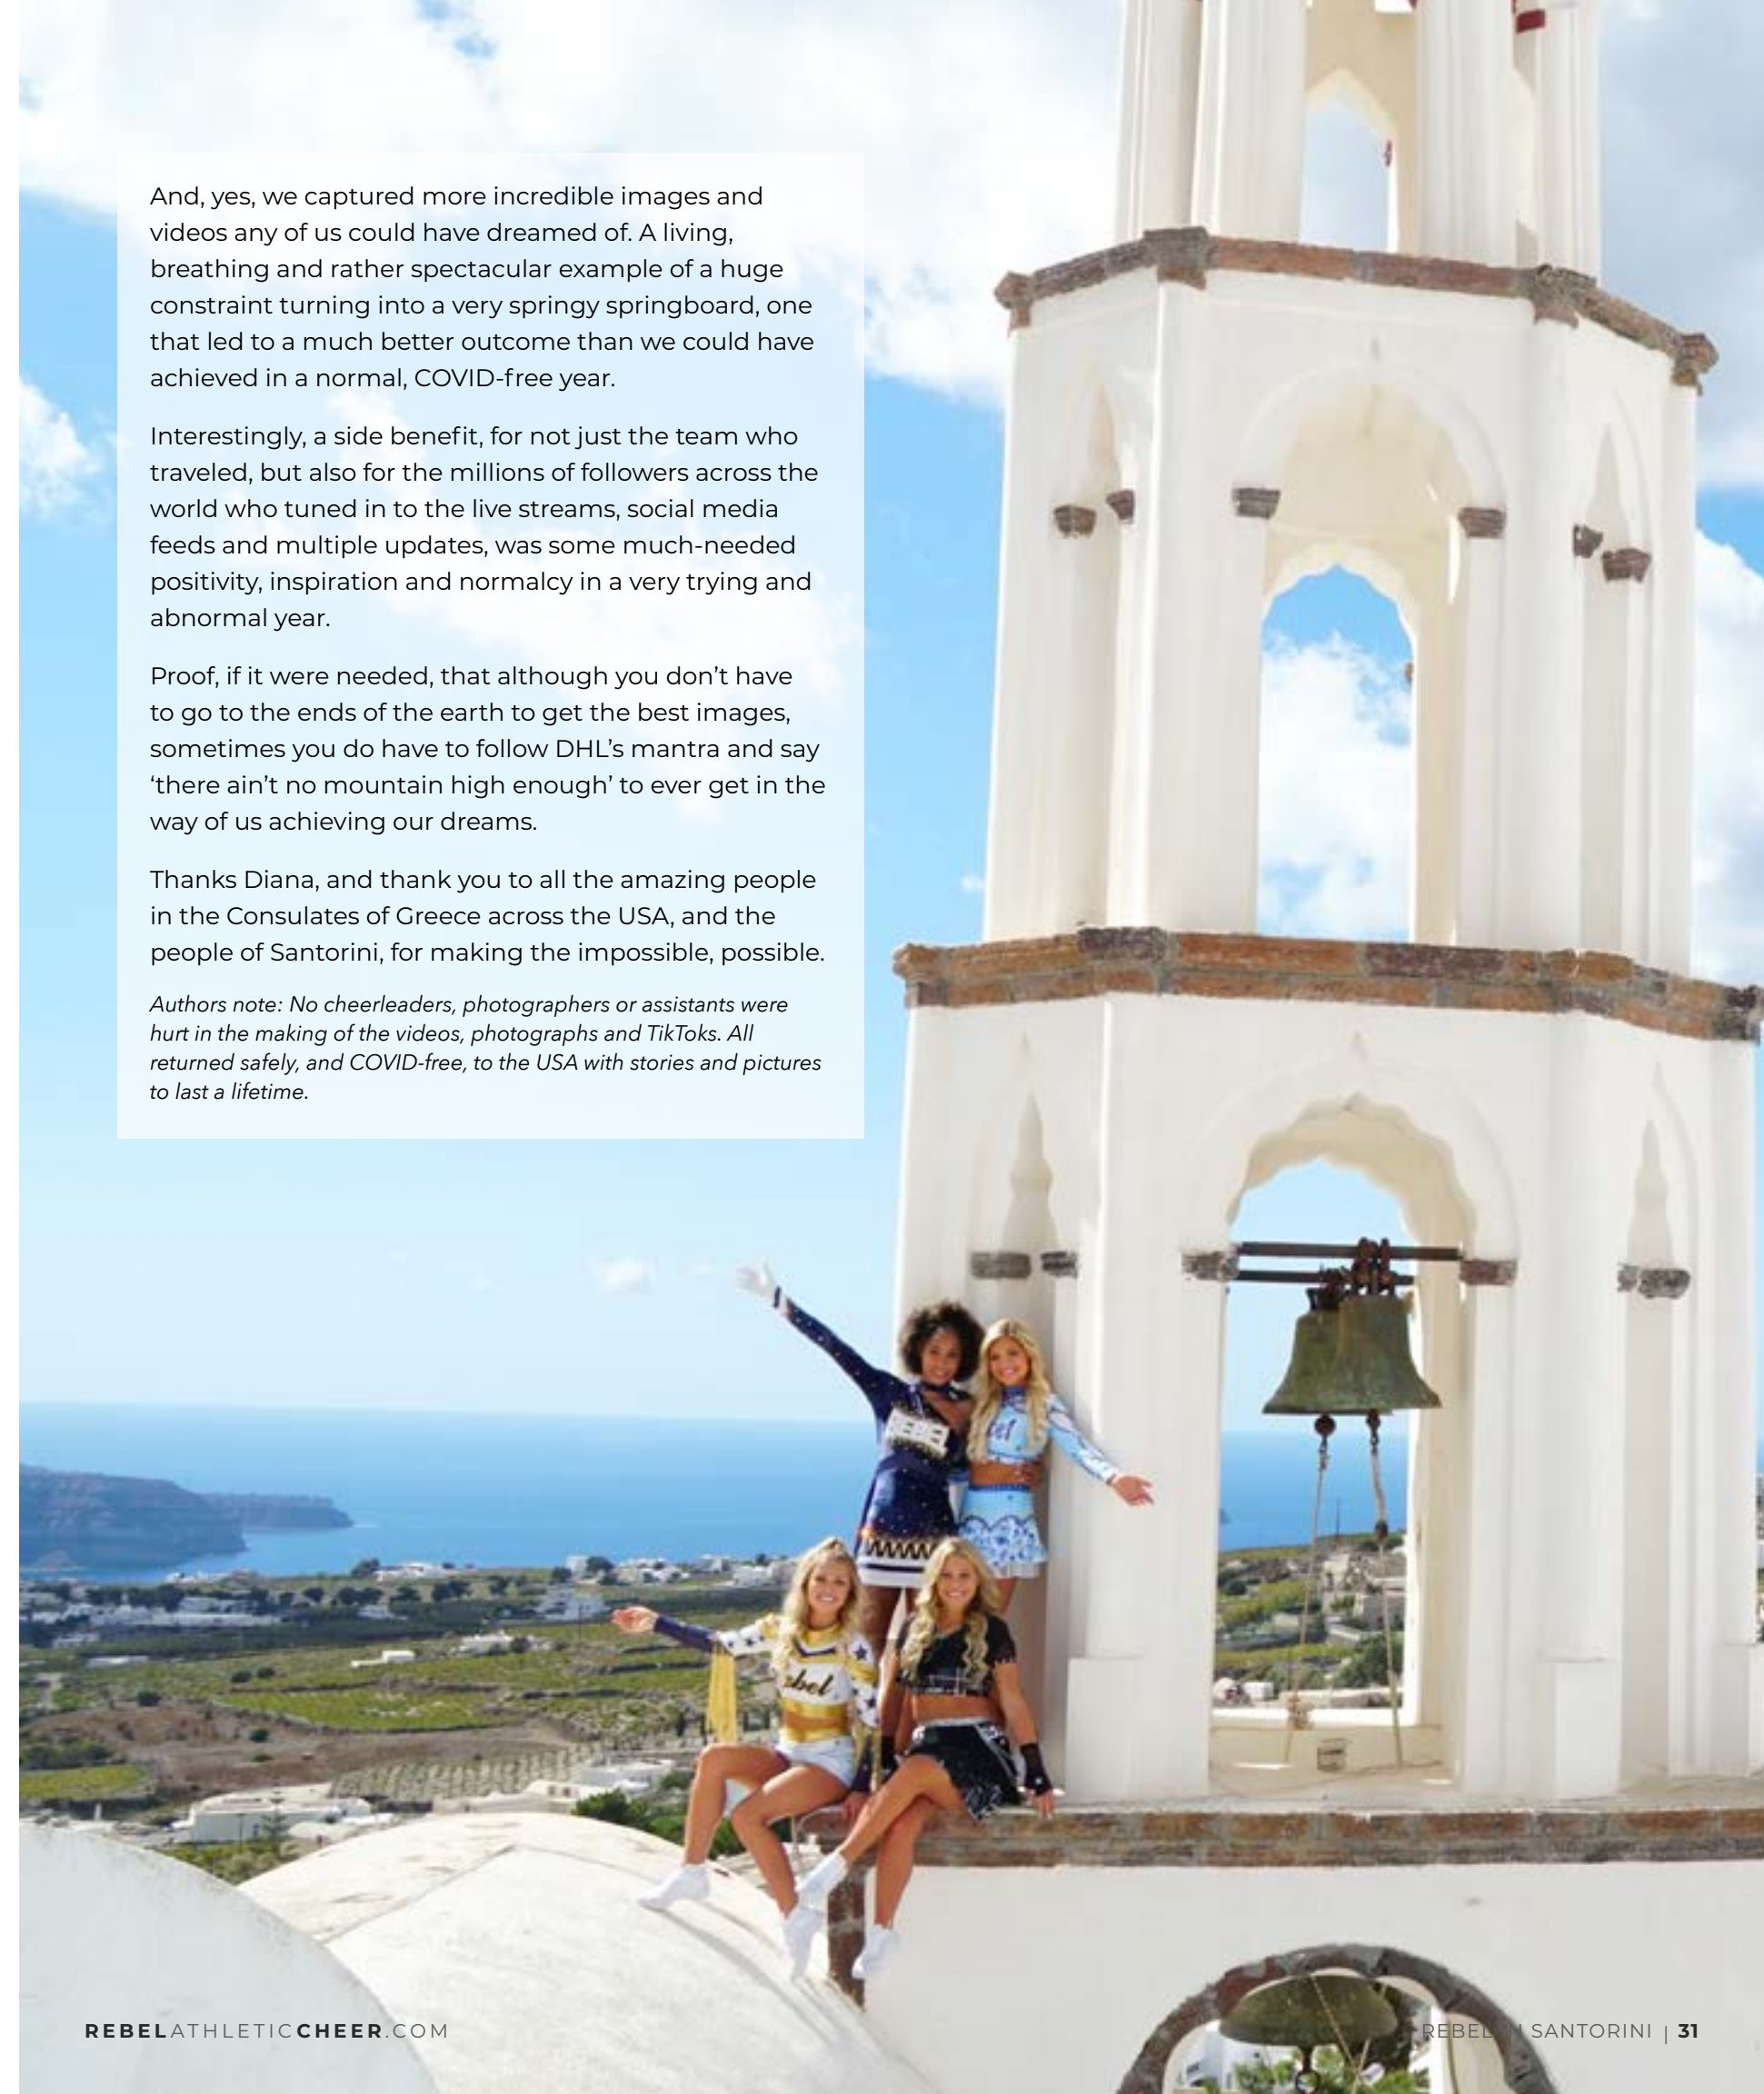 And, yes, we captured more incredible images and
videos any of us could have dreamed of. A living,
breathing and rather spectacular example of a huge
constraint turning into a very springy springboard, one
that led to a much better outcome than we could have
achieved in a normal, COVID-free year.
Interestingly, a side benefit, for not just the team who
traveled, but also for the millions of followers across the
world who tuned in to the live streams, social media
feeds and multiple updates, was some much-needed
positivity, inspiration and normalcy in a very trying and
abnormal year.
Proof, if it were needed, that although you don’t have
to go to the ends of the earth to get the best images,
sometimes you do have to follow DHL’s mantra and say
‘there ain’t no mountain high enough’ to ever get in the
way of us achieving our dreams.
Thanks Diana, and thank you to all the amazing people
in the Consulates of Greece across the USA, and the
people of Santorini, for making the impossible, possible.
Authors note: No cheerleaders, photographers or assistants were
hurt in the making of the videos, photographs and TikToks. All
returned safely, and COVID-free, to the USA with stories and pictures
to last a lifetime.
REBEL
REBELATHLETICCHEER.COM
REBEL IN SANTORINI | 31